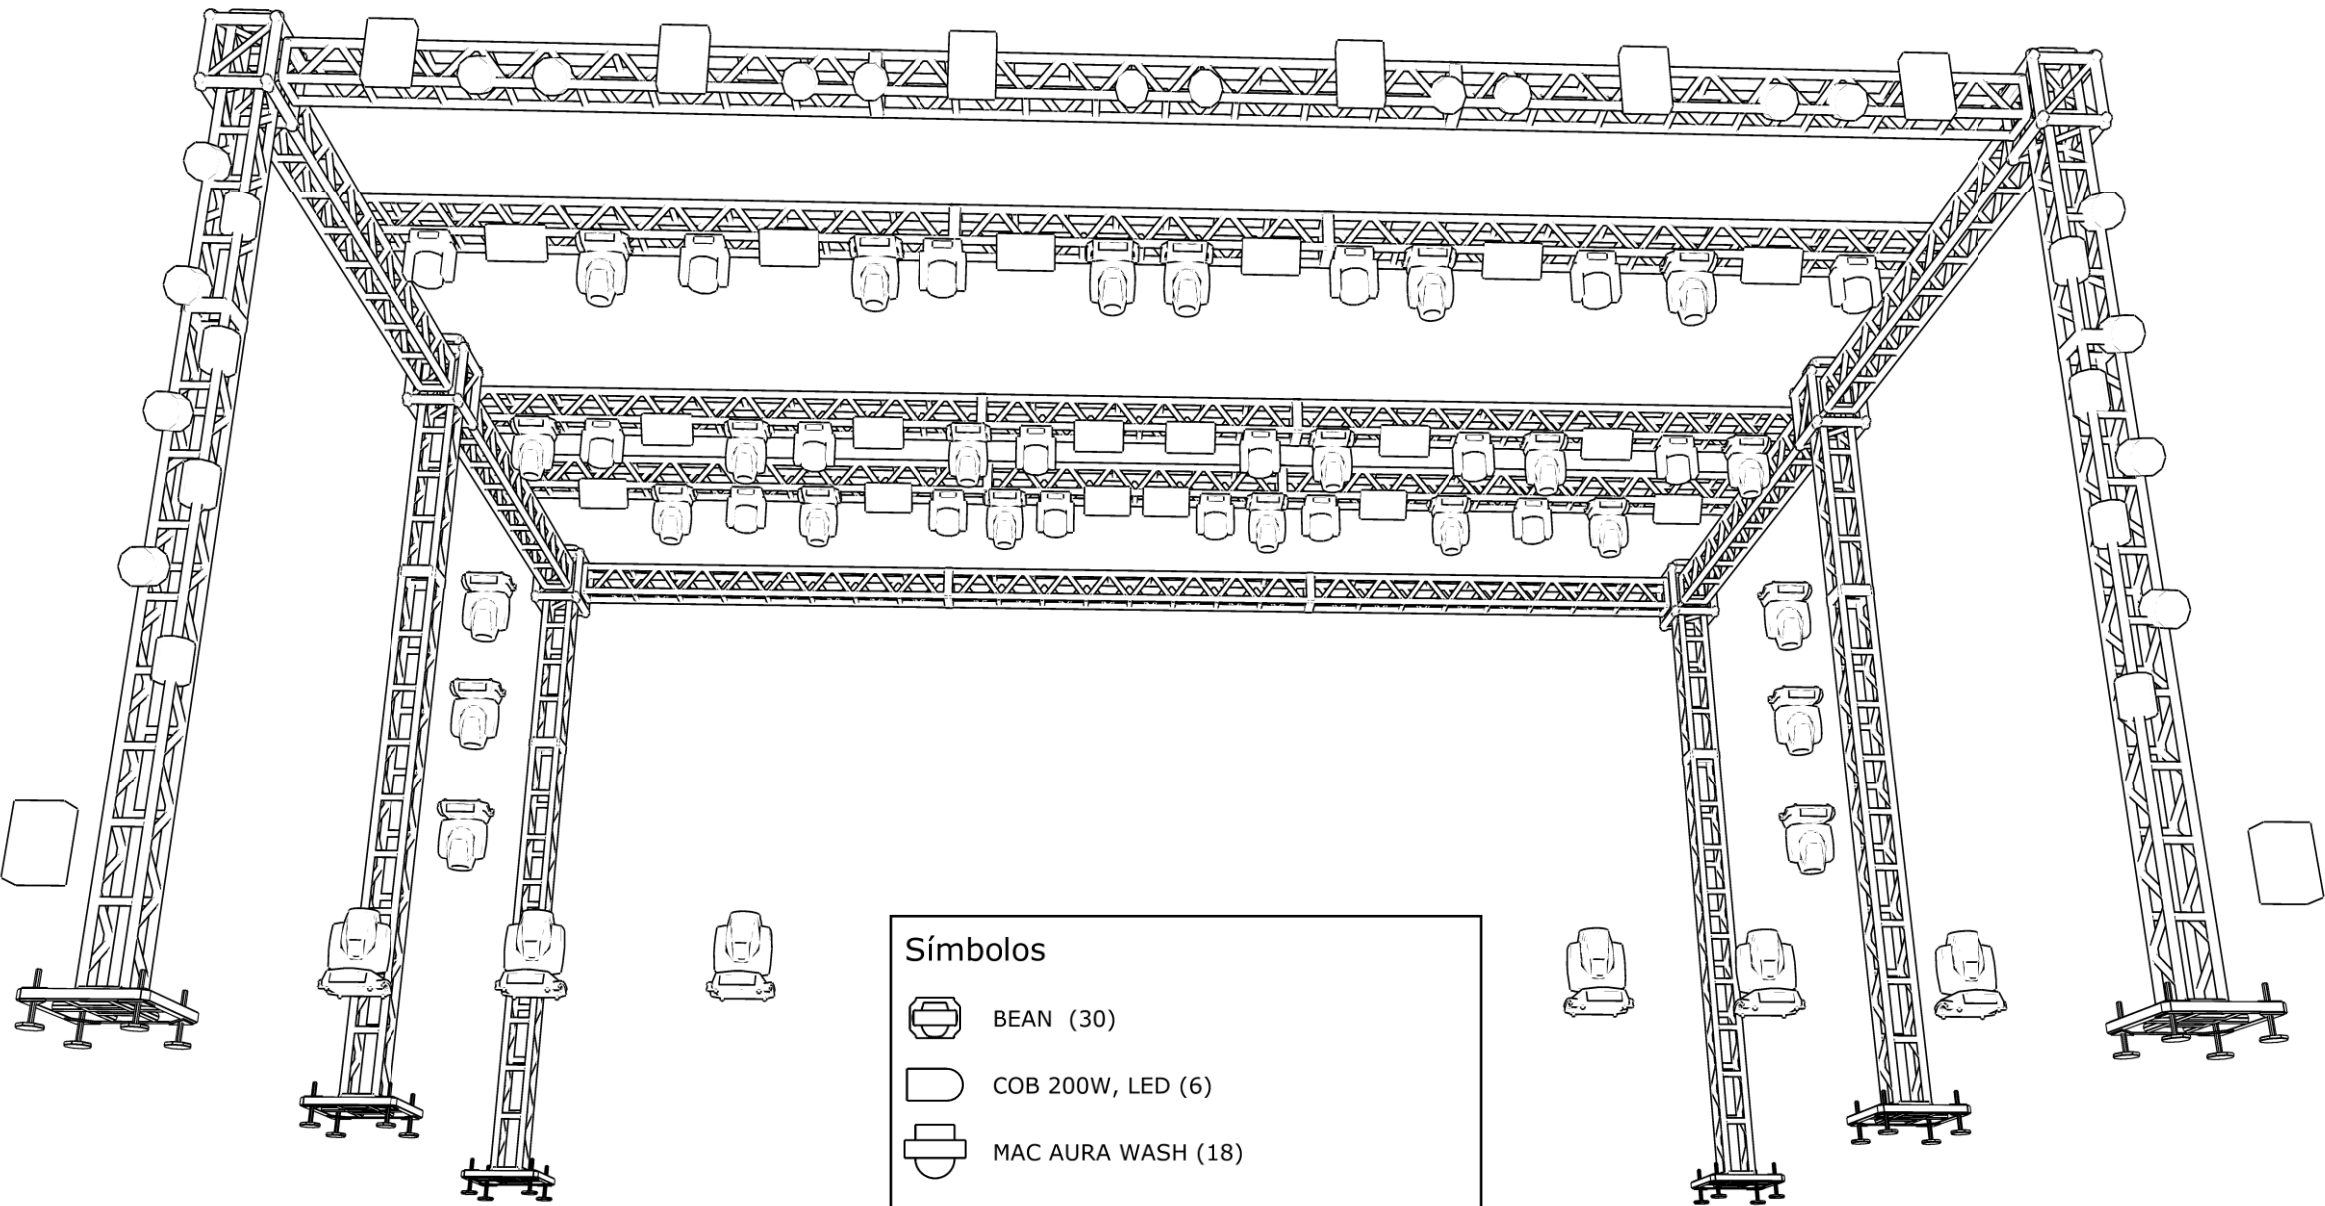 Símbolos
BEAN (30)
COB 200W, LED (6)
MAC AURA WASH (18)